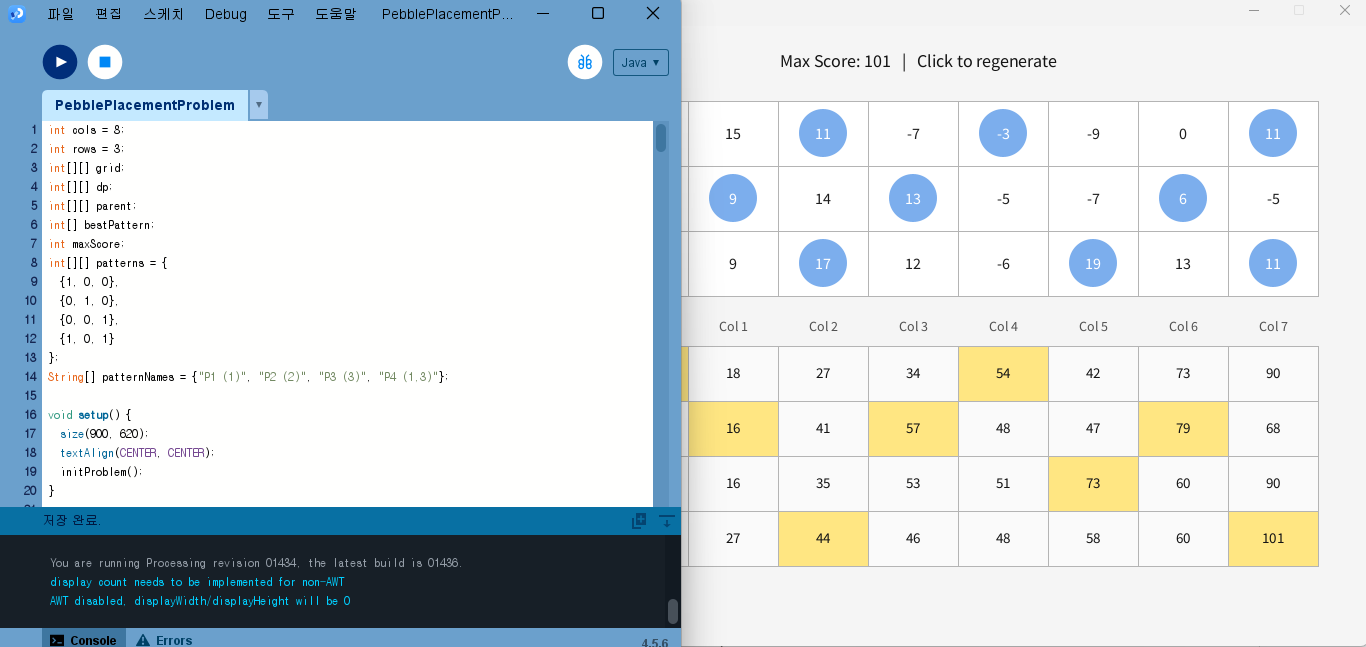 파일 편집 스케치 Debug 도구 도움말 PebblePlacementP...
Java ▼
PebblePlacementProblem ▼
1 int cols = 8;
2 int rows = 3;
3 int[][] grid;
4 int[][] dp;
5 int[][] parent;
6 int[] bestPattern;
7 int maxScore;
8 int[][] patterns = {
9 {1, 0, 0},
10 {0, 1, 0},
11 {0, 0, 1},
12 {1, 0, 1}
13 };
14 String[] patternNames = {"P1 (1)", "P2 (2)", "P3 (3)", "P4 (1,3)"};
15
16 void setup() {
17 size(900, 620);
18 textAlign(CENTER, CENTER);
19 initProblem();
20 }
저장 완료.
You are running Processing revision 01434, the latest build is 01436.
display count needs to be implemented for non-AWT
AWT disabled, displayWidth/displayHeight will be 0
Console Errors
4.5.6
Max Score: 101 | Click to regenerate
15 11 -7 -3 -9 0 11
9 14 13 -5 -7 6 -5
9 17 12 -6 19 13 11
Col 1 Col 2 Col 3 Col 4 Col 5 Col 6 Col 7
18 27 34 54 42 73 90
16 41 57 48 47 79 68
16 35 53 51 73 60 90
27 44 46 48 58 60 101